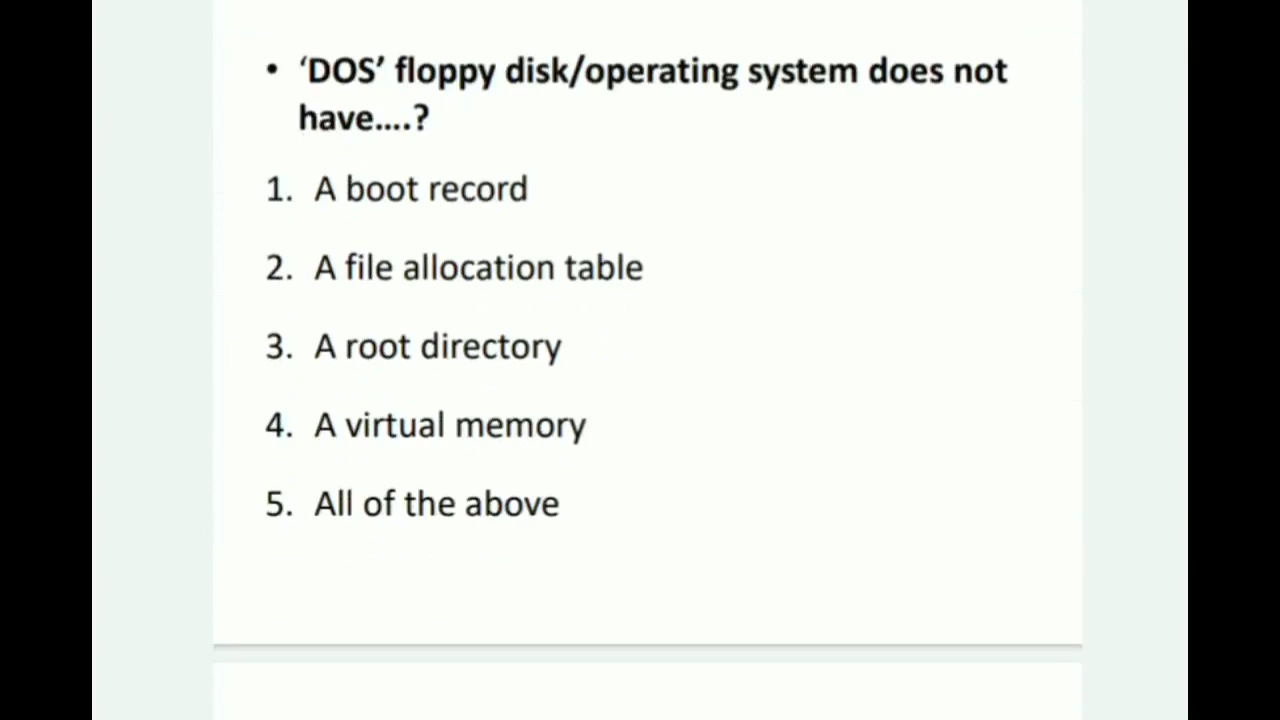 • ‘DOS’ floppy disk/operating system does not
have....?
1. A boot record
2. A file allocation table
3. A root directory
4. A virtual memory
5. All of the above